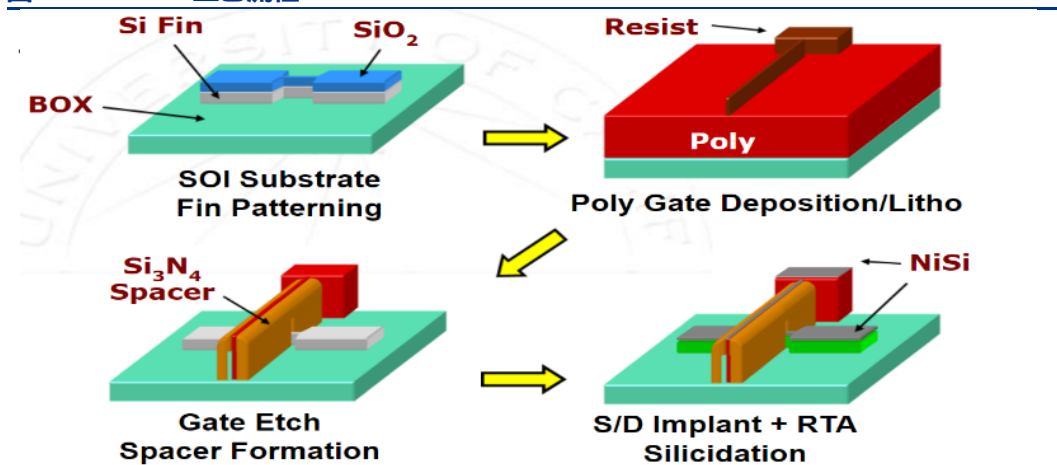 Si Fin
SiO2
BOX
SOI Substrate
Fin Patterning
Resist
Poly
Poly Gate Deposition/Litho
Si3N4
Spacer
Gate Etch
Spacer Formation
NiSi
S/D Implant + RTA
Silicidation